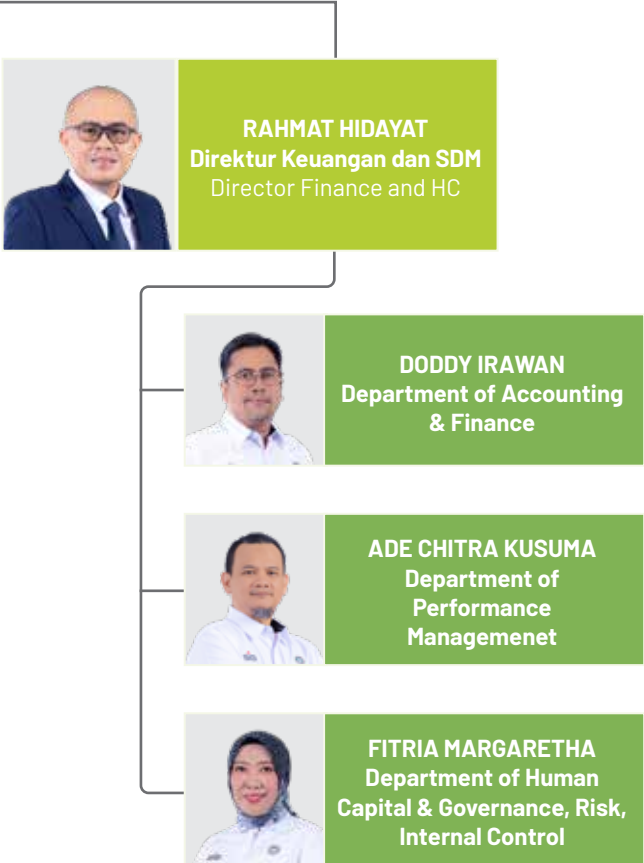 RAHMAT HIDAYAT
Direktur Keuangan dan SDM
Director Finance and HC
DODDY IRAWAN
Department of Accounting
& Finance
ADE CHITRA KUSUMA
Department of
Performance
Managemenet
FITRIA MARGARETHA
Department of Human
Capital & Governance, Risk,
Internal Control